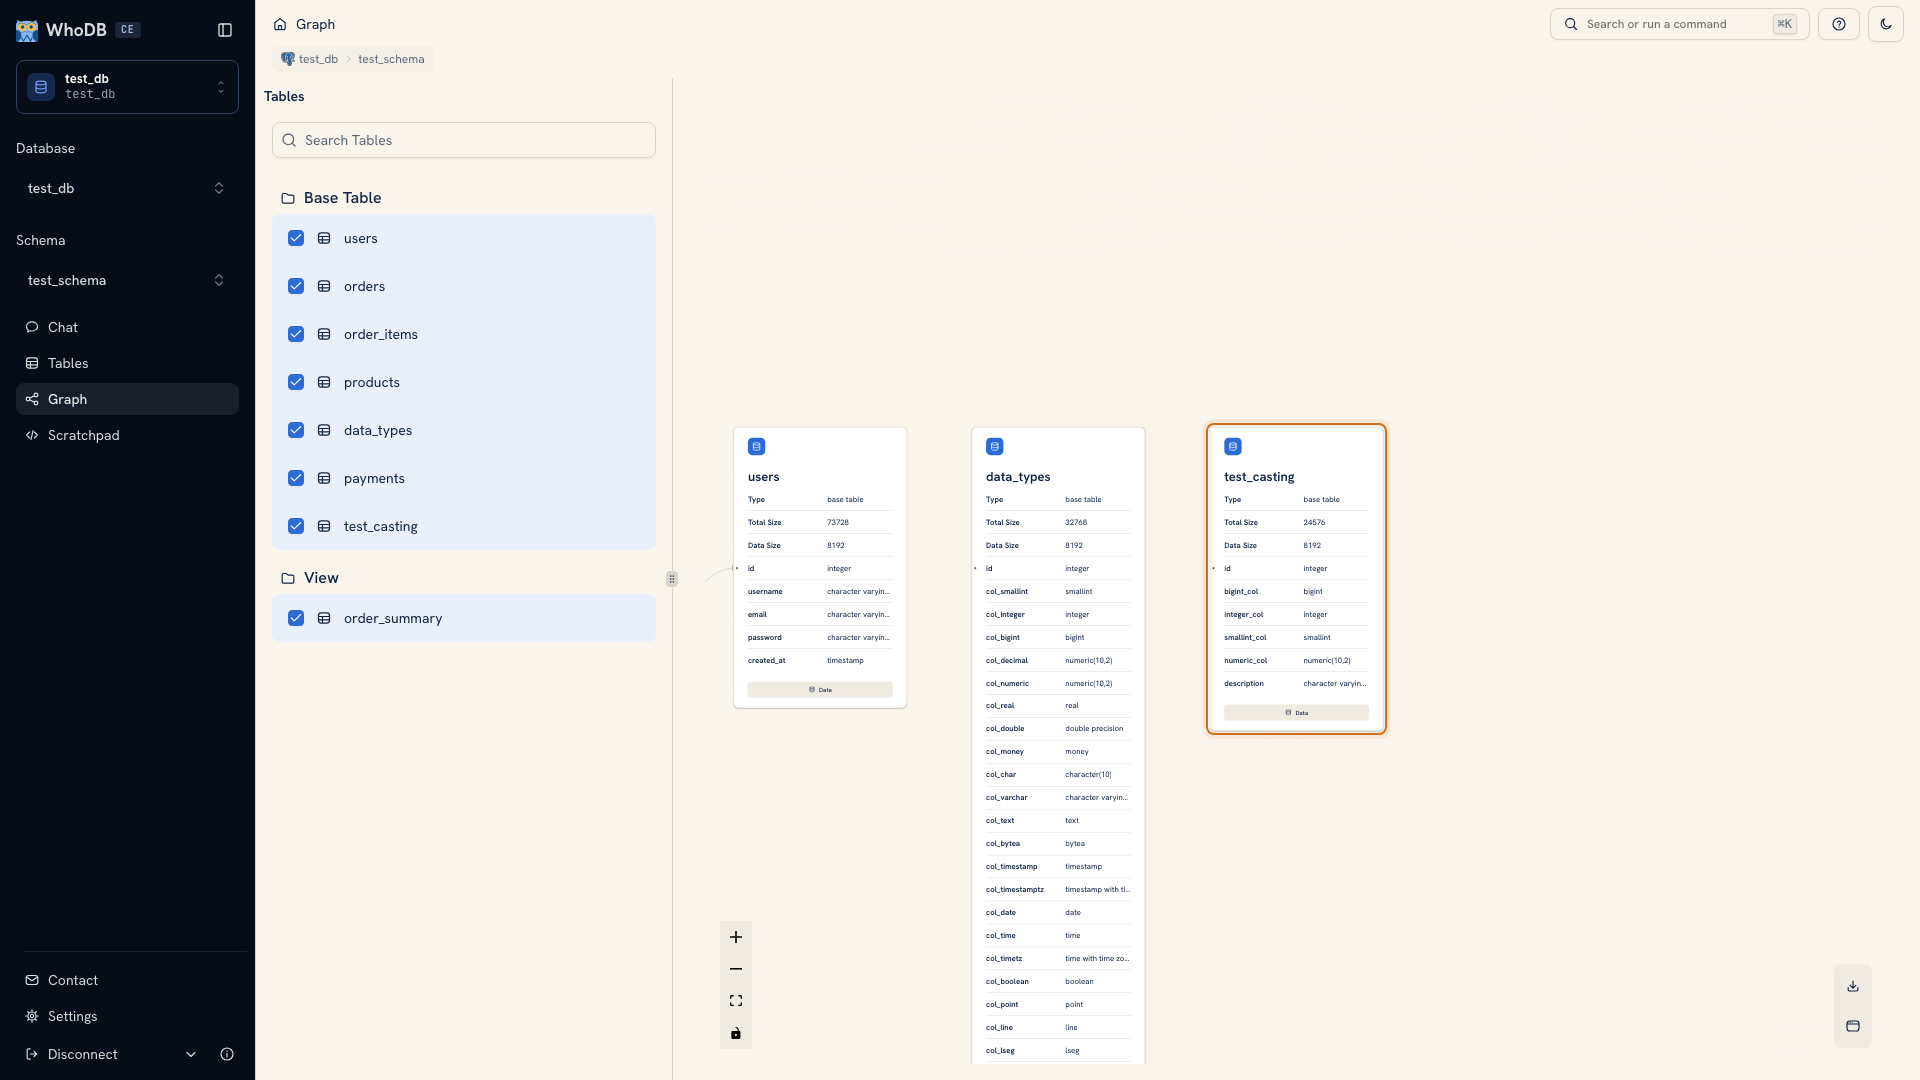 WhoDB CE
test_db
test_db
Database
test_db
Schema
test_schema
Chat
Tables
Graph
Scratchpad
Contact
Settings
Disconnect
Graph
test_db test_schema
Search or run a command ⌘K
Tables
Search Tables
Base Table
users
orders
order_items
products
data_types
payments
test_casting
View
order_summary
users
Type base table
Total Size 73728
Data Size 8192
id integer
username character varyin...
email character varyin...
password character varyin...
created_at timestamp
Data
data_types
Type base table
Total Size 32768
Data Size 8192
id integer
col_smallint smallint
col_integer integer
col_bigint bigint
col_decimal numeric(10,2)
col_numeric numeric(10,2)
col_real real
col_double double precision
col_money money
col_char character(10)
col_varchar character varyin...
col_text text
col_bytea bytea
col_timestamp timestamp
col_timestamptz timestamp with ti...
col_date date
col_time time
col_timetz time with time zo...
col_boolean boolean
col_point point
col_line line
col_lseg lseg
test_casting
Type base table
Total Size 24576
Data Size 8192
id integer
bigint_col bigint
integer_col integer
smallint_col smallint
numeric_col numeric(10,2)
description character varyin...
Data